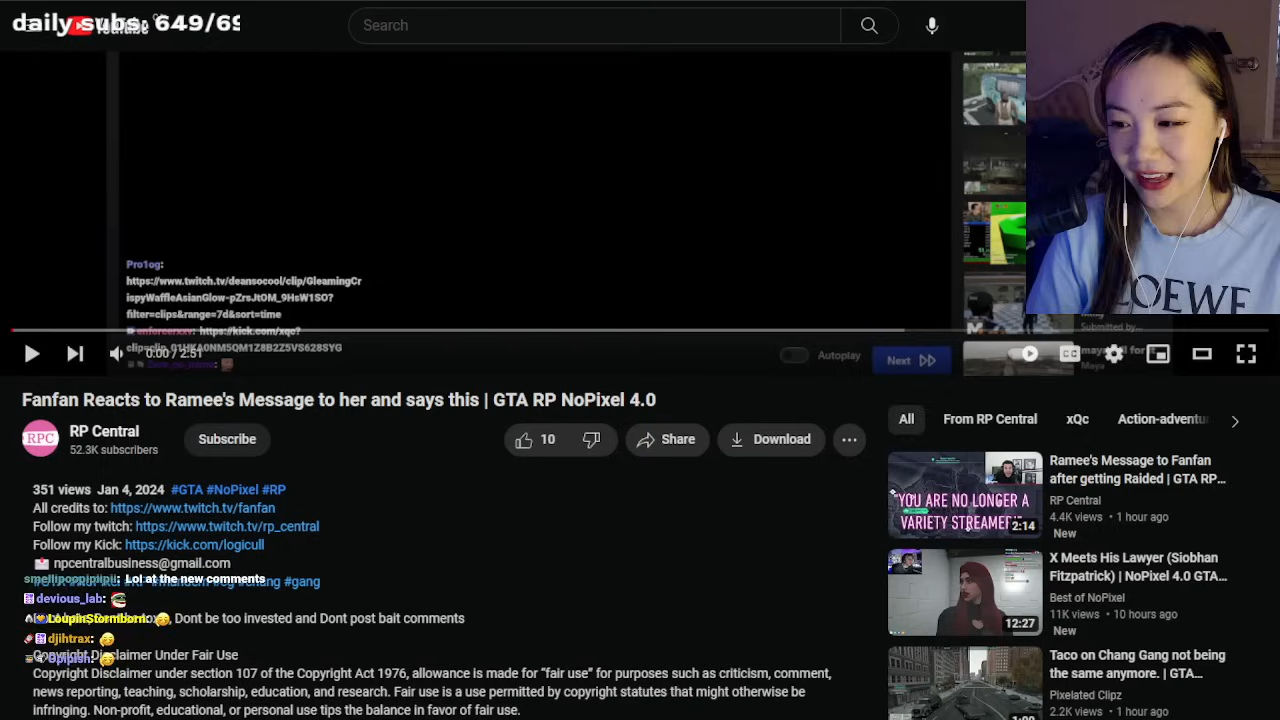 daily subs: 649/69
Search
Pro1og:
https://www.twitch.tv/deansocool/clip/GleamingCr
ispyWaffleAsianGlow-pZrsJtOM_9HsW1SO?
filter=clips&range=7d&sort=time
enforcerxxv: https://kick.com/xqc?
0:00 / 2:51
Autoplay
Next
Submitted by...
Maya
LOEWE
Fanfan Reacts to Ramee's Message to her and says this | GTA RP NoPixel 4.0
RPC
RP Central
52.3K subscribers
Subscribe
10
Share
Download
All
From RP Central
xQc
Action-adventu
351 views Jan 4, 2024 #GTA #NoPixel #RP
All credits to: https://www.twitch.tv/fanfan
Follow my twitch: https://www.twitch.tv/rp_central
Follow my Kick: https://kick.com/logicull
npcentralbusiness@gmail.com
Lol at the new comments
#gang
devious_lab:
LoupinStormborn: , Dont be too invested and Dont post bait comments
djihtrax:
Copyright Disclaimer Under Fair Use
Copyright Disclaimer under section 107 of the Copyright Act 1976, allowance is made for “fair use” for purposes such as criticism, comment,
news reporting, teaching, scholarship, education, and research. Fair use is a use permitted by copyright statutes that might otherwise be
infringing. Non-profit, educational, or personal use tips the balance in favor of fair use.
"YOU ARE NO LONGER A
VARIETY STREAMER"
2:14
Ramee's Message to Fanfan
after getting Raided | GTA RP...
RP Central
4.4K views • 1 hour ago
New
12:27
X Meets His Lawyer (Siobhan
Fitzpatrick) | NoPixel 4.0 GTA...
Best of NoPixel
11K views • 10 hours ago
New
Taco on Chang Gang not being
the same anymore. | GTA...
Pixelated Clipz
2.2K views • 1 hour ago